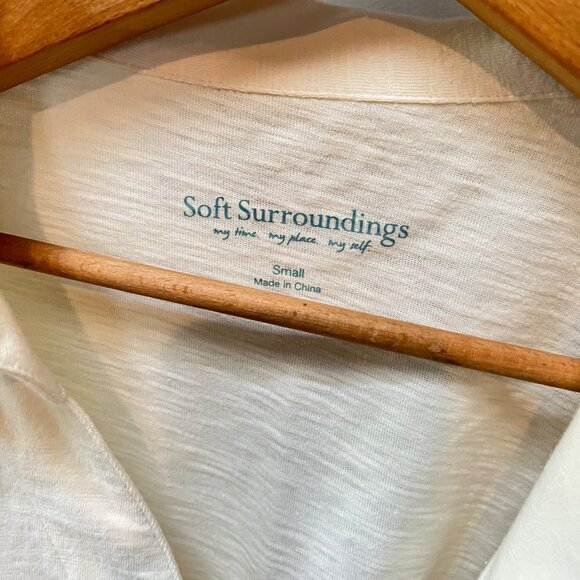 Soft Surroundings
my time. my place. my self.
Small
Made in China